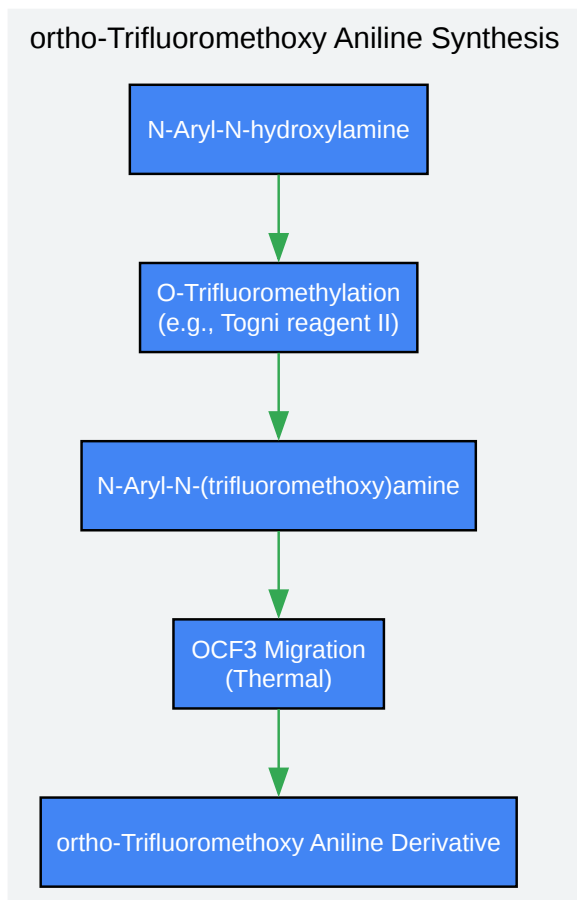 ortho-Trifluoromethoxy Aniline Synthesis
N-Aryl-N-hydroxylamine
O-Trifluoromethylation
(e.g., Togni reagent II)
N-Aryl-N-(trifluoromethoxy)amine
OCF3 Migration
(Thermal)
ortho-Trifluoromethoxy Aniline Derivative